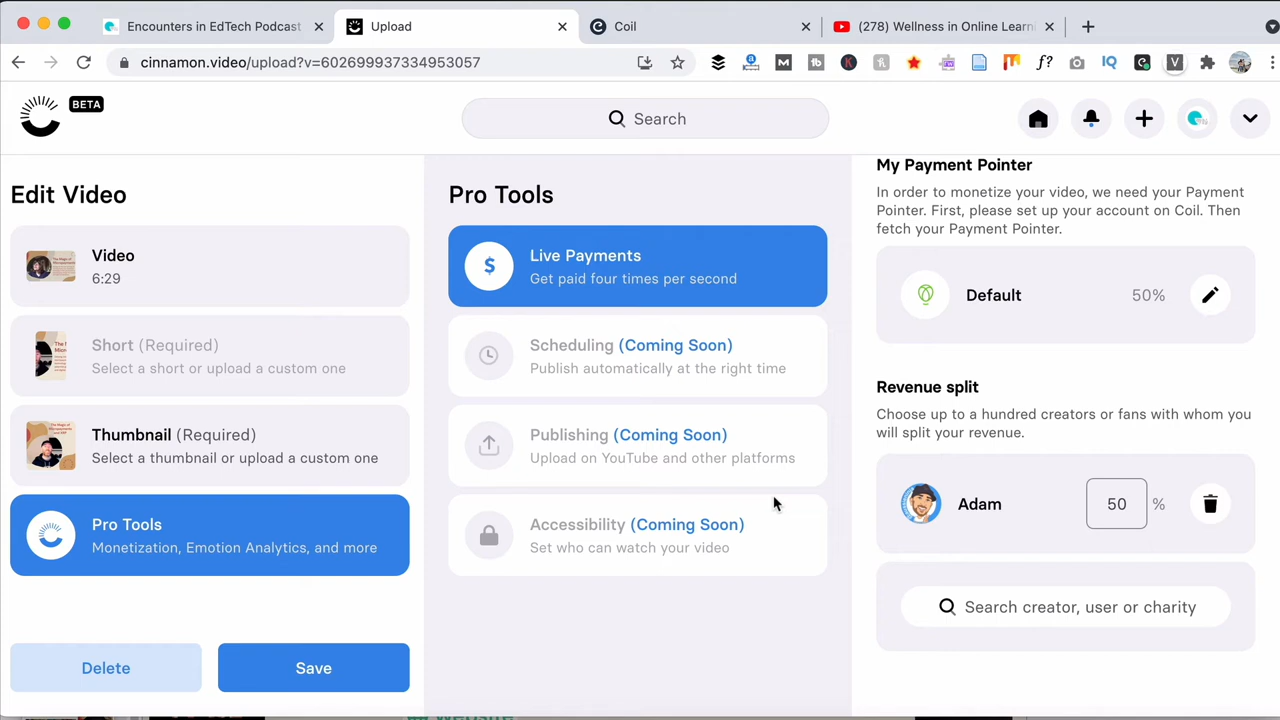 Encounters in EdTech Podcast
Upload
Coil
(278) Wellness in Online Learn
cinnamon.video/upload?v=602699937334953057
BETA
Search
Edit Video
Video
6:29
Short (Required)
Select a short or upload a custom one
Thumbnail (Required)
Select a thumbnail or upload a custom one
Pro Tools
Monetization, Emotion Analytics, and more
Delete
Save
Pro Tools
$
Live Payments
Get paid four times per second
Scheduling (Coming Soon)
Publish automatically at the right time
Publishing (Coming Soon)
Upload on YouTube and other platforms
Accessibility (Coming Soon)
Set who can watch your video
My Payment Pointer
In order to monetize your video, we need your Payment
Pointer. First, please set up your account on Coil. Then
fetch your Payment Pointer.
Default
50%
Revenue split
Choose up to a hundred creators or fans with whom you
will split your revenue.
Adam
50 %
Search creator, user or charity